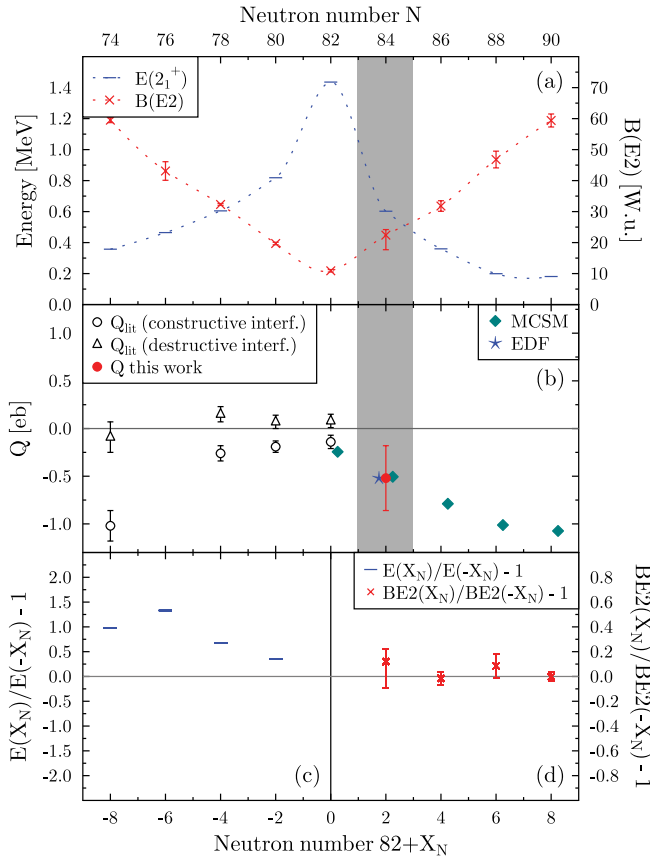 Neutron number N
74 76 78 80 82 84 86 88 90
E(2₁⁺)
B(E2)
(a)
Energy [MeV]
1.4
1.2
1.0
0.8
0.6
0.4
0.2
0.0
B(E2) [W.u.]
70
60
50
40
30
20
10
0
Q_lit (constructive interf.)
Q_lit (destructive interf.)
Q this work
MCSM
EDF
(b)
Q [eb]
1.0
0.5
0.0
-0.5
-1.0
E(X_N)/E(-X_N) - 1
BE2(X_N)/BE2(-X_N) - 1
E(X_N)/E(-X_N) - 1
2.0
1.5
1.0
0.5
0.0
-0.5
-1.0
-1.5
-2.0
BE2(X_N)/BE2(-X_N) - 1
0.8
0.6
0.4
0.2
0.0
-0.2
-0.4
-0.6
-0.8
(c)
(d)
-8 -6 -4 -2 0 2 4 6 8
Neutron number 82+X_N